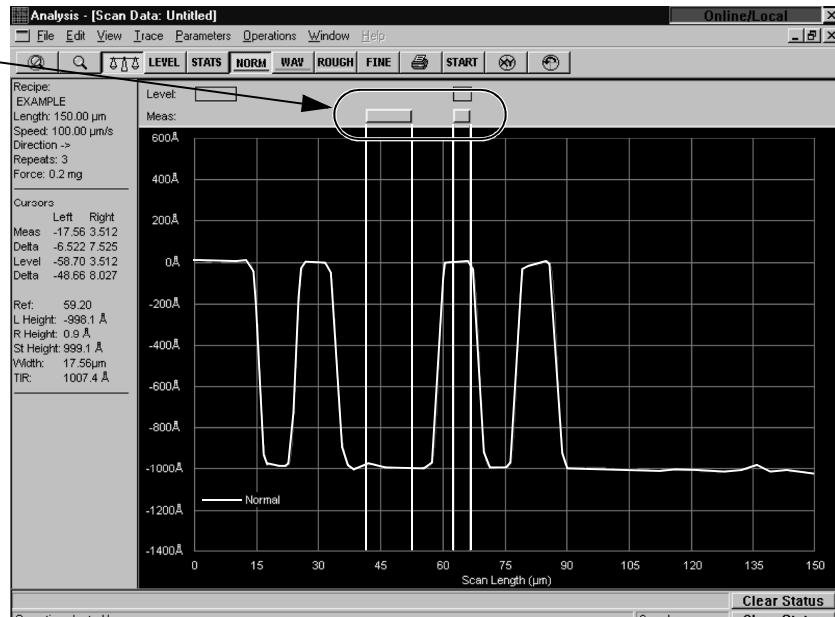 Analysis - [Scan Data: Untitled]
Online/Local
File Edit View Trace Parameters Operations Window Help
LEVEL STATS NORM WAV ROUGH FINE START XY
Recipe:
EXAMPLE
Length: 150.00 µm
Speed: 100.00 µm/s
Direction ->
Repeats: 3
Force: 0.2 mg
Cursors
Left Right
Meas -17.56 3.512
Delta -6.522 7.525
Level -58.70 3.512
Delta -48.66 8.027
Ref: 59.20
L Height: -998.1 Å
R Height: 0.9 Å
St Height: 999.1 Å
Width: 17.56µm
TIR: 1007.4 Å
Level:
Meas:
600Å
400Å
200Å
0Å
-200Å
-400Å
-600Å
-800Å
-1000Å
-1200Å
-1400Å
Normal
0 15 30 45 60 75 90 105 120 135 150
Scan Length (µm)
Clear Status
Clear Status